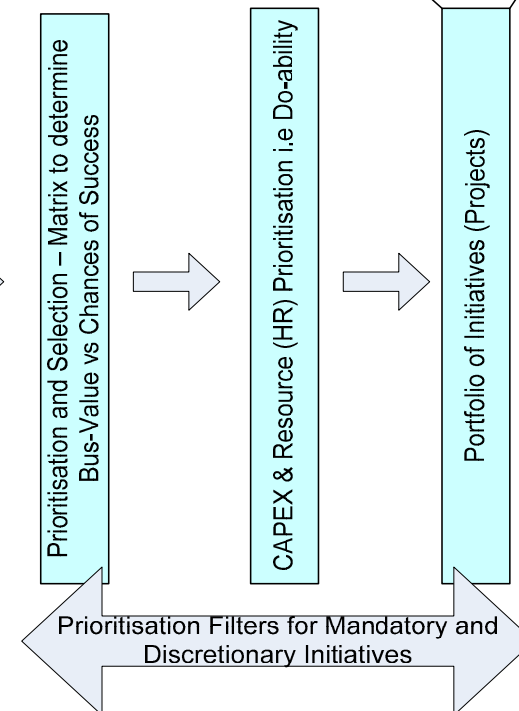 Prioritisation and Selection – Matrix to determine
Bus-Value vs Chances of Success
CAPEX & Resource (HR) Prioritisation i.e Do-ability
Portfolio of Initiatives (Projects)
Prioritisation Filters for Mandatory and
Discretionary Initiatives